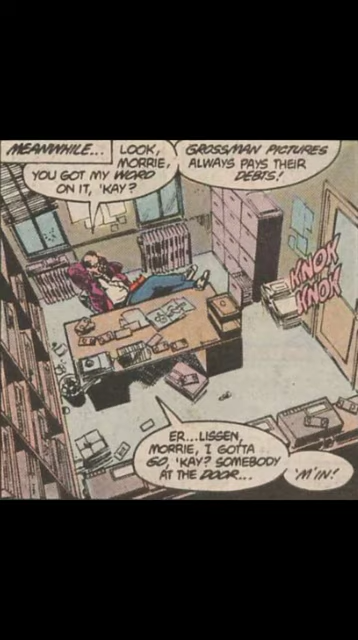 MEANWHILE...
LOOK,
MORRIE,
YOU GOT MY WORD
ON IT, 'KAY?
GROSSMAN PICTURES
ALWAYS PAYS THEIR
DEBTS!
KNOK
KNOK
ER...LISSEN,
MORRIE, I GOTTA
GO, 'KAY? SOMEBODY
AT THE DOOR...
'M'IN!